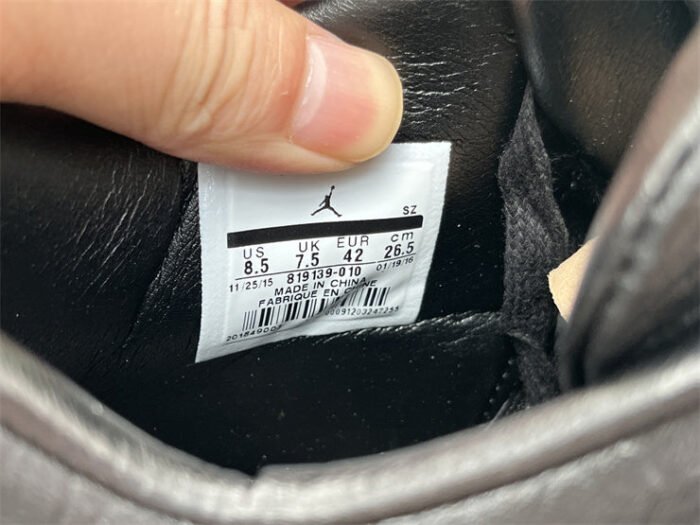 SZ
US UK EUR cm
8.5 7.5 42 26.5
11/25/15 819139-010 01/19/16
MADE IN CHINA
FABRIQUE EN CHINE
00091203247255